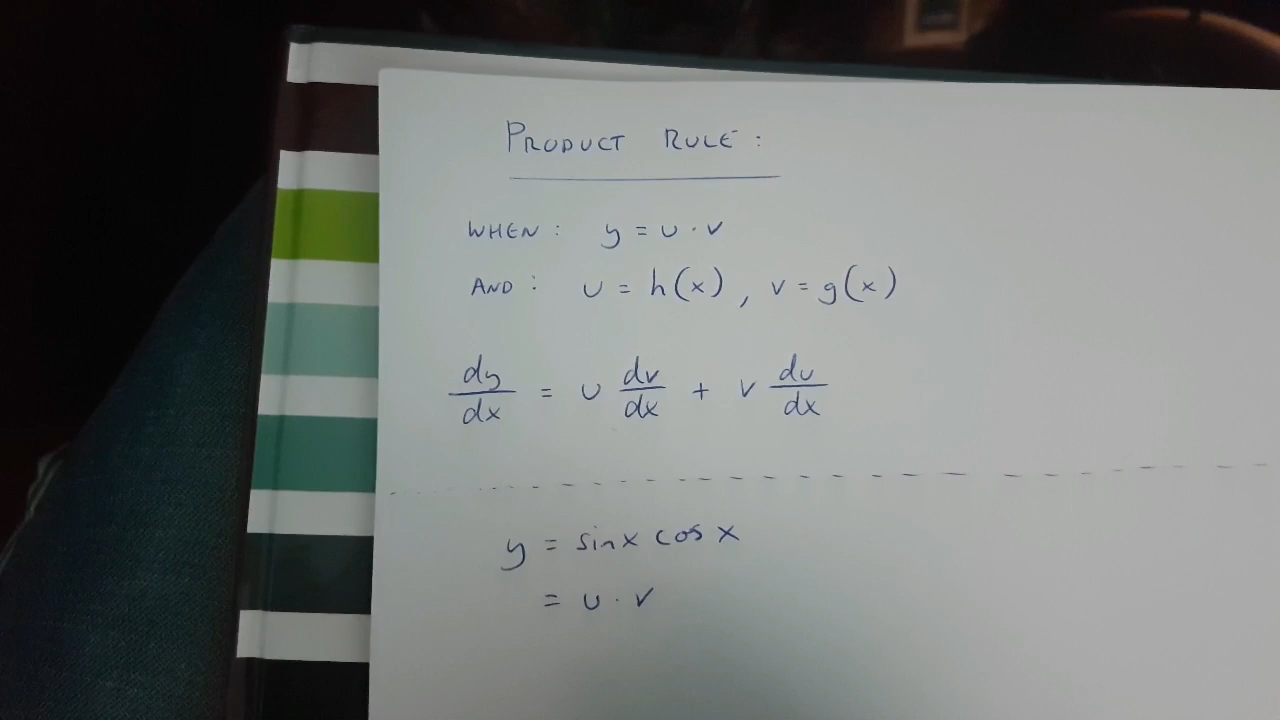 PRODUCT RULE:
WHEN: y = u · v
AND: u = h(x), v = g(x)
dy/dx = u dv/dx + v du/dx
y = sinx cos x
= u · v